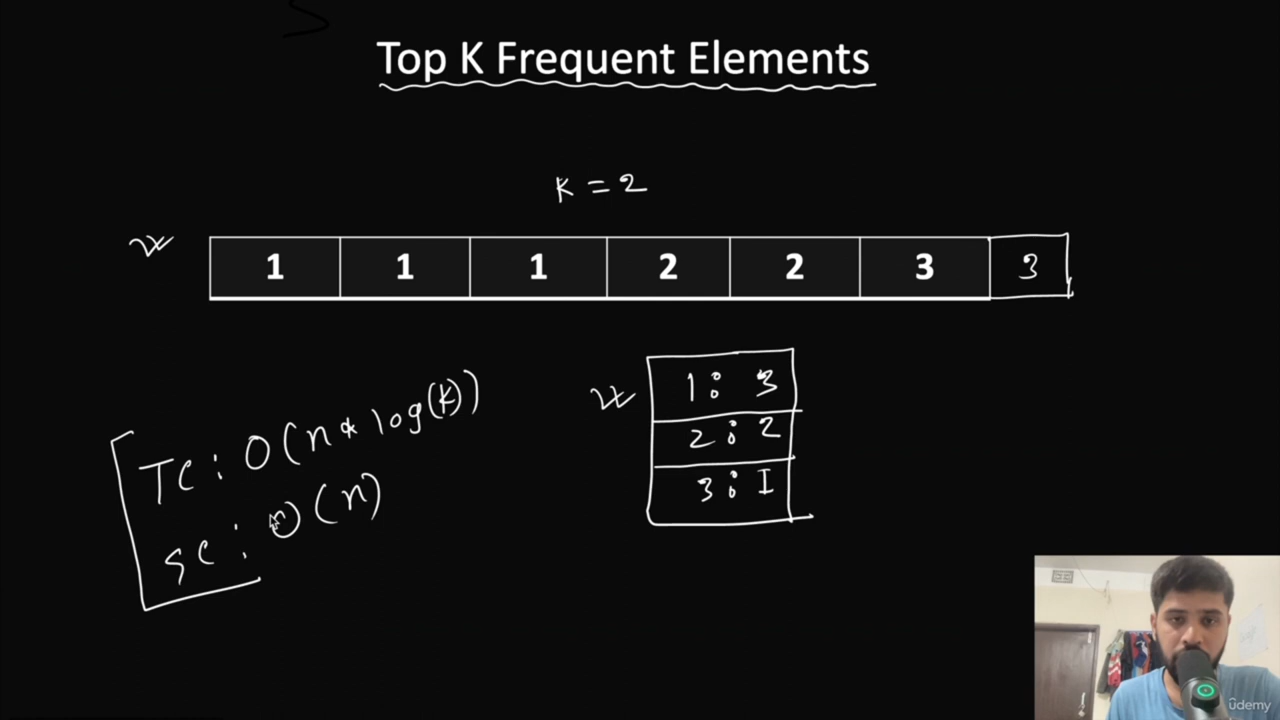 Top K Frequent Elements
K = 2
1 1 1 2 2 3 3
1 : 3
2 : 2
3 : 1
TC : O(n * log(k))
SC : O(n)
ûdemy